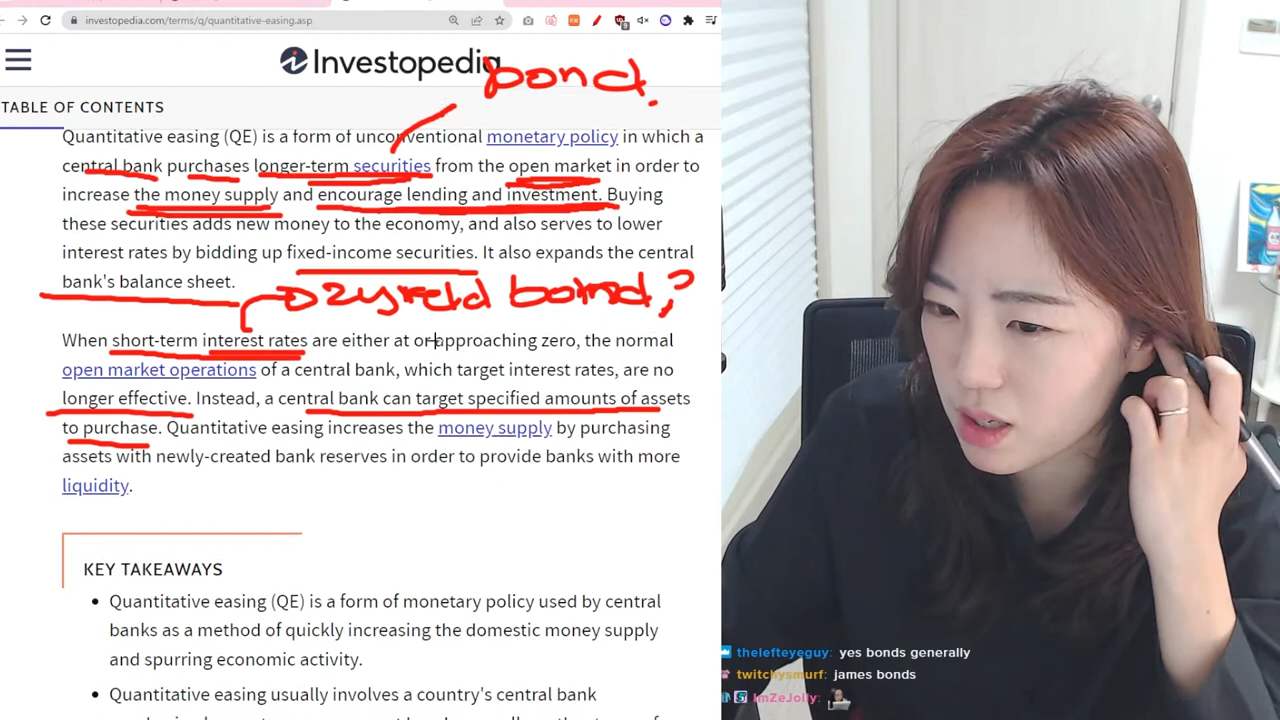 investopedia.com/terms/q/quantitative-easing.asp
Investopedia
bond.
TABLE OF CONTENTS
Quantitative easing (QE) is a form of unconventional monetary policy in which a
central bank purchases longer-term securities from the open market in order to
increase the money supply and encourage lending and investment. Buying
these securities adds new money to the economy, and also serves to lower
interest rates by bidding up fixed-income securities. It also expands the central
bank's balance sheet.
bond?
When short-term interest rates are either at or approaching zero, the normal
open market operations of a central bank, which target interest rates, are no
longer effective. Instead, a central bank can target specified amounts of assets
to purchase. Quantitative easing increases the money supply by purchasing
assets with newly-created bank reserves in order to provide banks with more
liquidity.
KEY TAKEAWAYS
• Quantitative easing (QE) is a form of monetary policy used by central
banks as a method of quickly increasing the domestic money supply
and spurring economic activity.
• Quantitative easing usually involves a country's central bank
thelefteyeguy: yes bonds generally
twitchysmurf: james bonds
ImZeJolly: